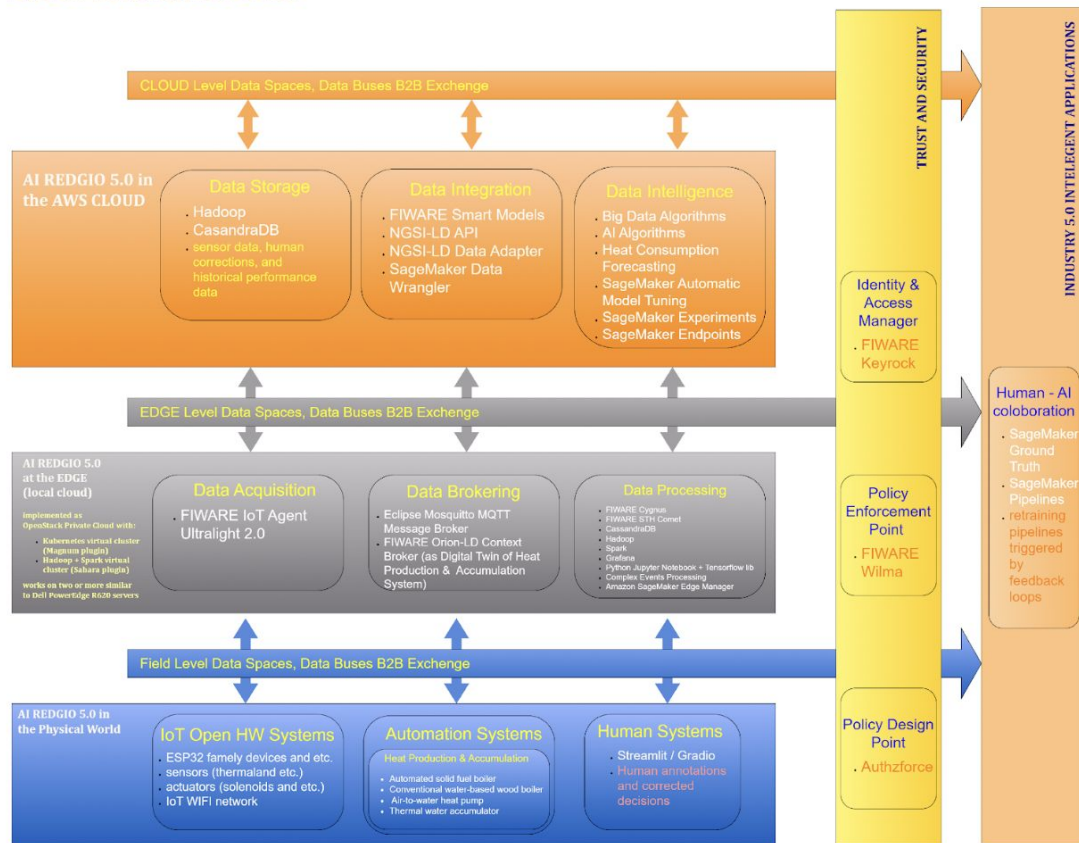 CLOUD Level Data Spaces, Data Buses B2B Exchange
AI REDGIO 5.0 in
the AWS CLOUD
Data Storage
. Hadoop
. CasandraDB
. sensor data, human
corrections, and
historical performance
data
Data Integration
. FIWARE Smart Models
. NGSI-LD API
. NGSI-LD Data Adapter
. SageMaker Data
Wrangler
Data Intelligence
. Big Data Algorithms
. AI Algorithms
. Heat Consumption
Forecasting
. SageMaker Automatic
Model Tuning
. SageMaker Experiments
. SageMaker Endpoints
EDGE Level Data Spaces, Data Buses B2B Exchange
AI REDGIO 5.0
at the EDGE
(local cloud)
implemented as
OpenStack Private Cloud with:
• Kubernetes virtual cluster
(Magnum plugin)
• Hadoop + Spark virtual
cluster (Sahara plugin)
works on two or more similar
to Dell PowerEdge R620 servers
Data Acquisition
. FIWARE IoT Agent
Ultralight 2.0
Data Brokering
. Eclipse Mosquitto MQTT
Message Broker
. FIWARE Orion-LD Context
Broker (as Digital Twin of Heat
Production & Accumulation
System)
Data Processing
. FIWARE Cygnus
. FIWARE STH Comet
. CassandraDB
. Hadoop
. Spark
. Grafana
. Python Jupyter Notebook + Tensorflow lib
. Complex Events Processing
. Amazon SageMaker Edge Manager
Field Level Data Spaces, Data Buses B2B Exchange
AI REDGIO 5.0 in
the Physical World
IoT Open HW Systems
. ESP32 famely devices and etc.
. sensors (thermaland etc.)
. actuators (solenoids and etc.)
. IoT WIFI network
Automation Systems
Heat Production & Accumulation
• Automated solid fuel boiler
• Conventional water-based wood boiler
• Air-to-water heat pump
• Thermal water accumulator
Human Systems
. Streamlit / Gradio
. Human annotations
and corrected
decisions
TRUST AND SECURITY
Identity &
Access
Manager
. FIWARE
Keyrock
Policy
Enforcement
Point
. FIWARE
Wilma
Policy Design
Point
. Authzforce
INDUSTRY 5.0 INTELEGENT APPLICATIONS
Human - AI
coloboration
. SageMaker
Ground
Truth
. SageMaker
Pipelines
. retraining
pipelines
triggered
by
feedback
loops